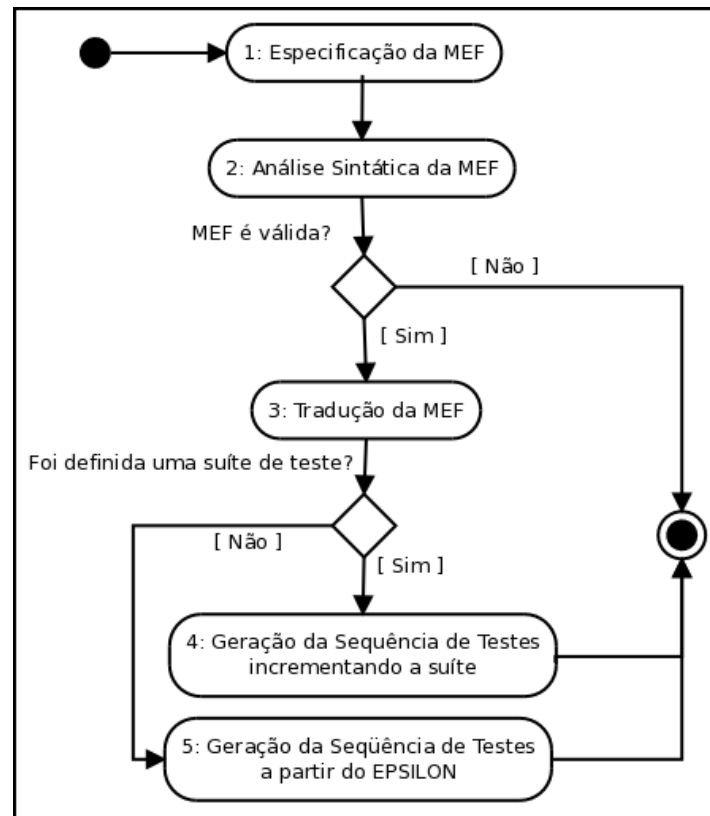 1: Especificação da MEF
2: Análise Sintática da MEF
MEF é válida?
[ Não ]
[ Sim ]
3: Tradução da MEF
Foi definida uma suíte de teste?
[ Não ]
[ Sim ]
4: Geração da Sequência de Testes
incrementando a suíte
5: Geração da Seqüência de Testes
a partir do EPSILON